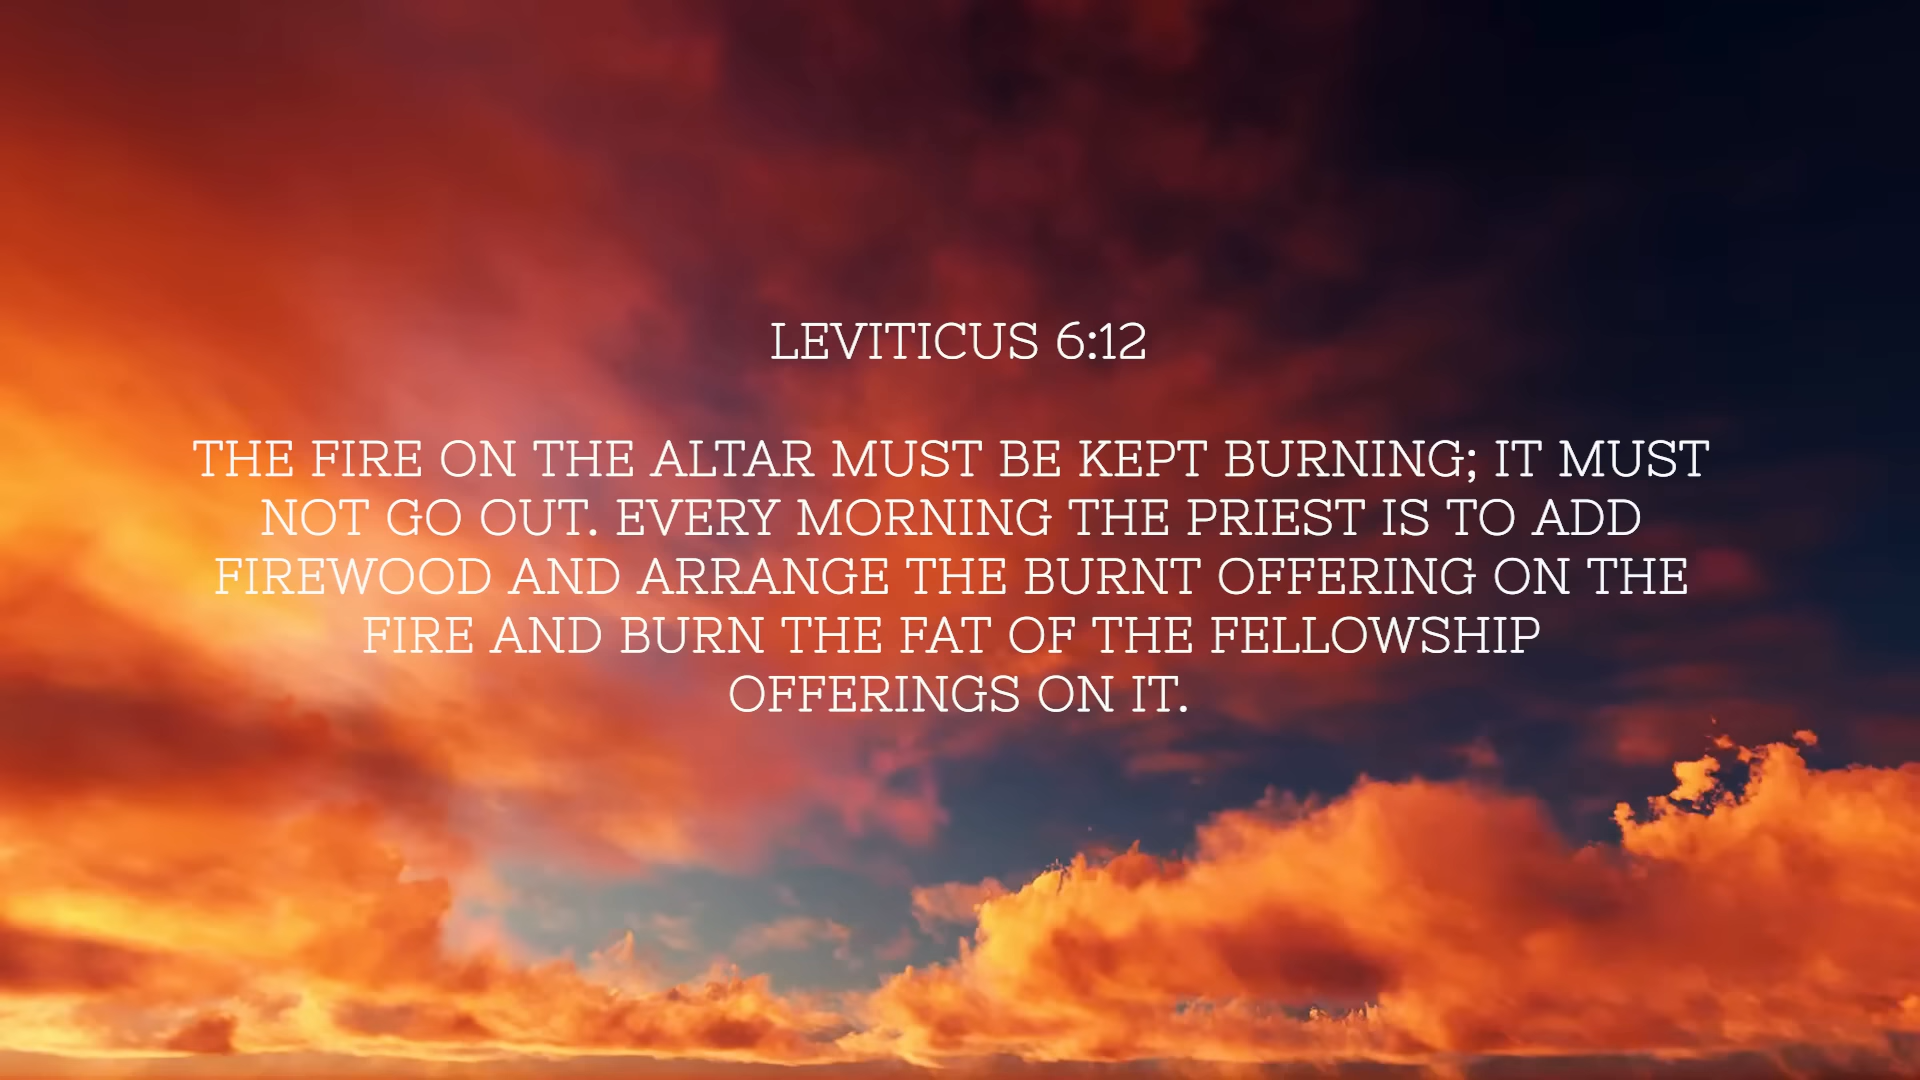 LEVITICUS 6:12
THE FIRE ON THE ALTAR MUST BE KEPT BURNING; IT MUST
NOT GO OUT. EVERY MORNING THE PRIEST IS TO ADD
FIREWOOD AND ARRANGE THE BURNT OFFERING ON THE
FIRE AND BURN THE FAT OF THE FELLOWSHIP
OFFERINGS ON IT.